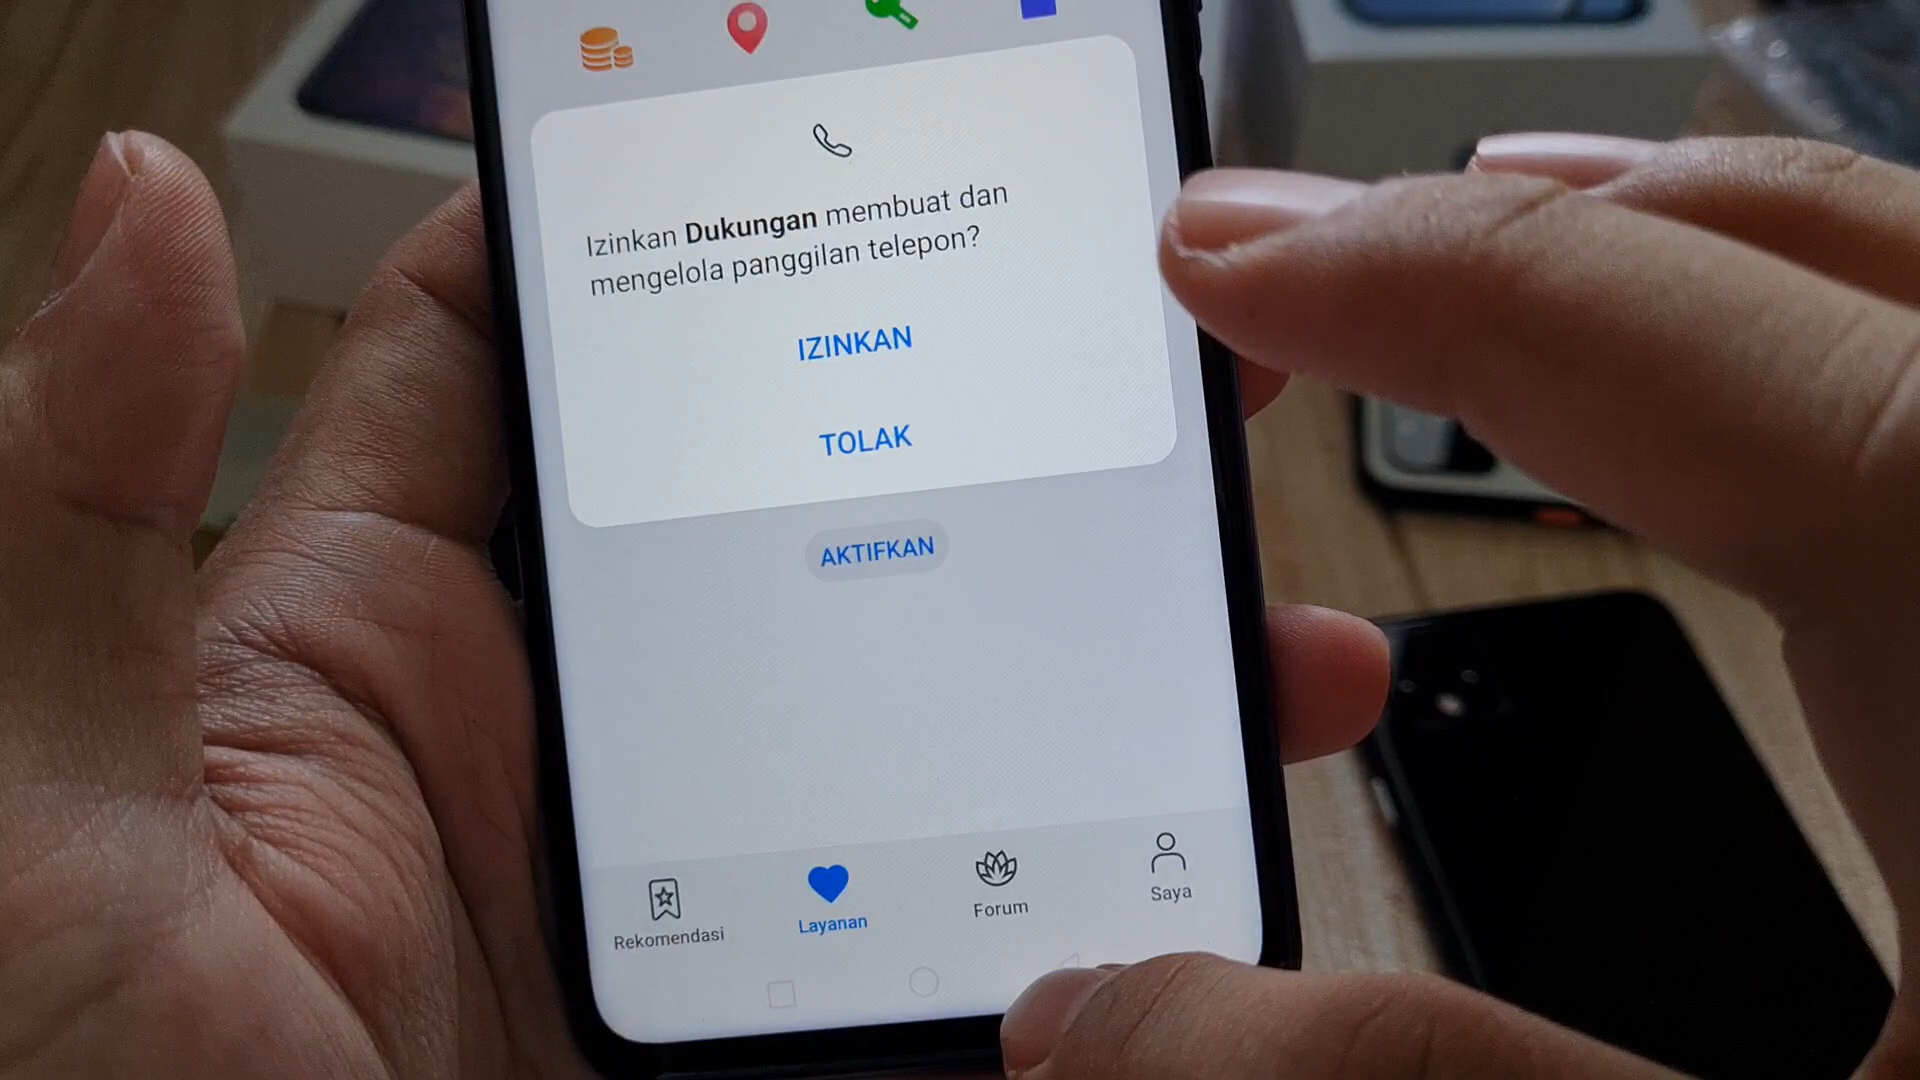 Izinkan Dukungan membuat dan
mengelola panggilan telepon?
IZINKAN
TOLAK
AKTIFKAN
Rekomendasi
Layanan
Forum
Saya